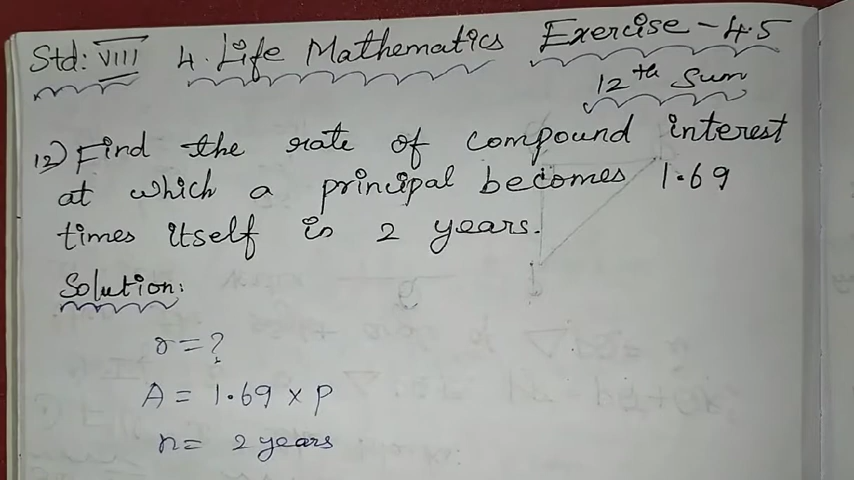 Std: VIII 4. Life Mathematics Exercise - 4.5
12th Sum
12) Find the rate of compound interest
at which a principal becomes 1.69
times itself is 2 years.
Solution:
r = ?
A = 1.69 × P
n = 2 years